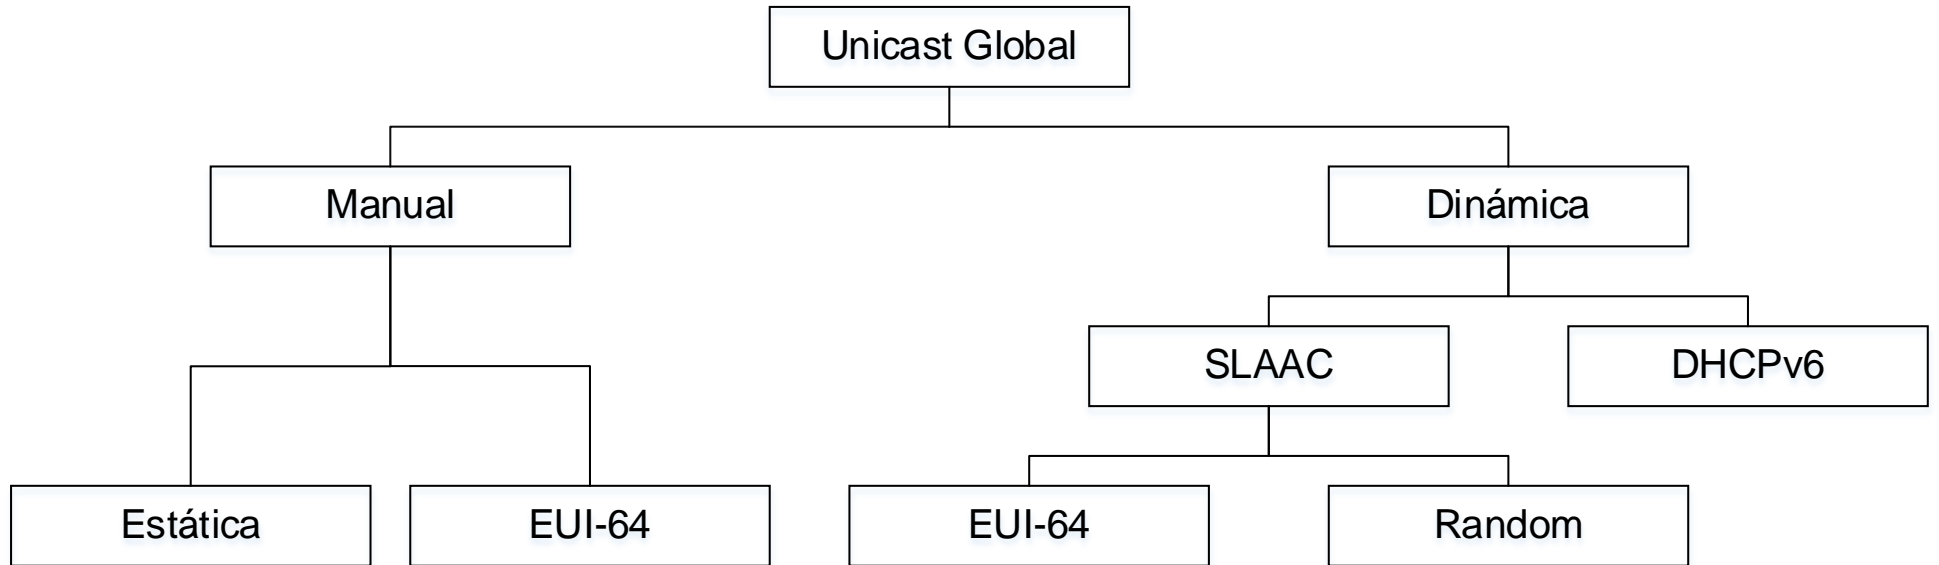 Unicast Global
Manual
Dinámica
SLAAC
DHCPv6
Estática
EUI-64
EUI-64
Random